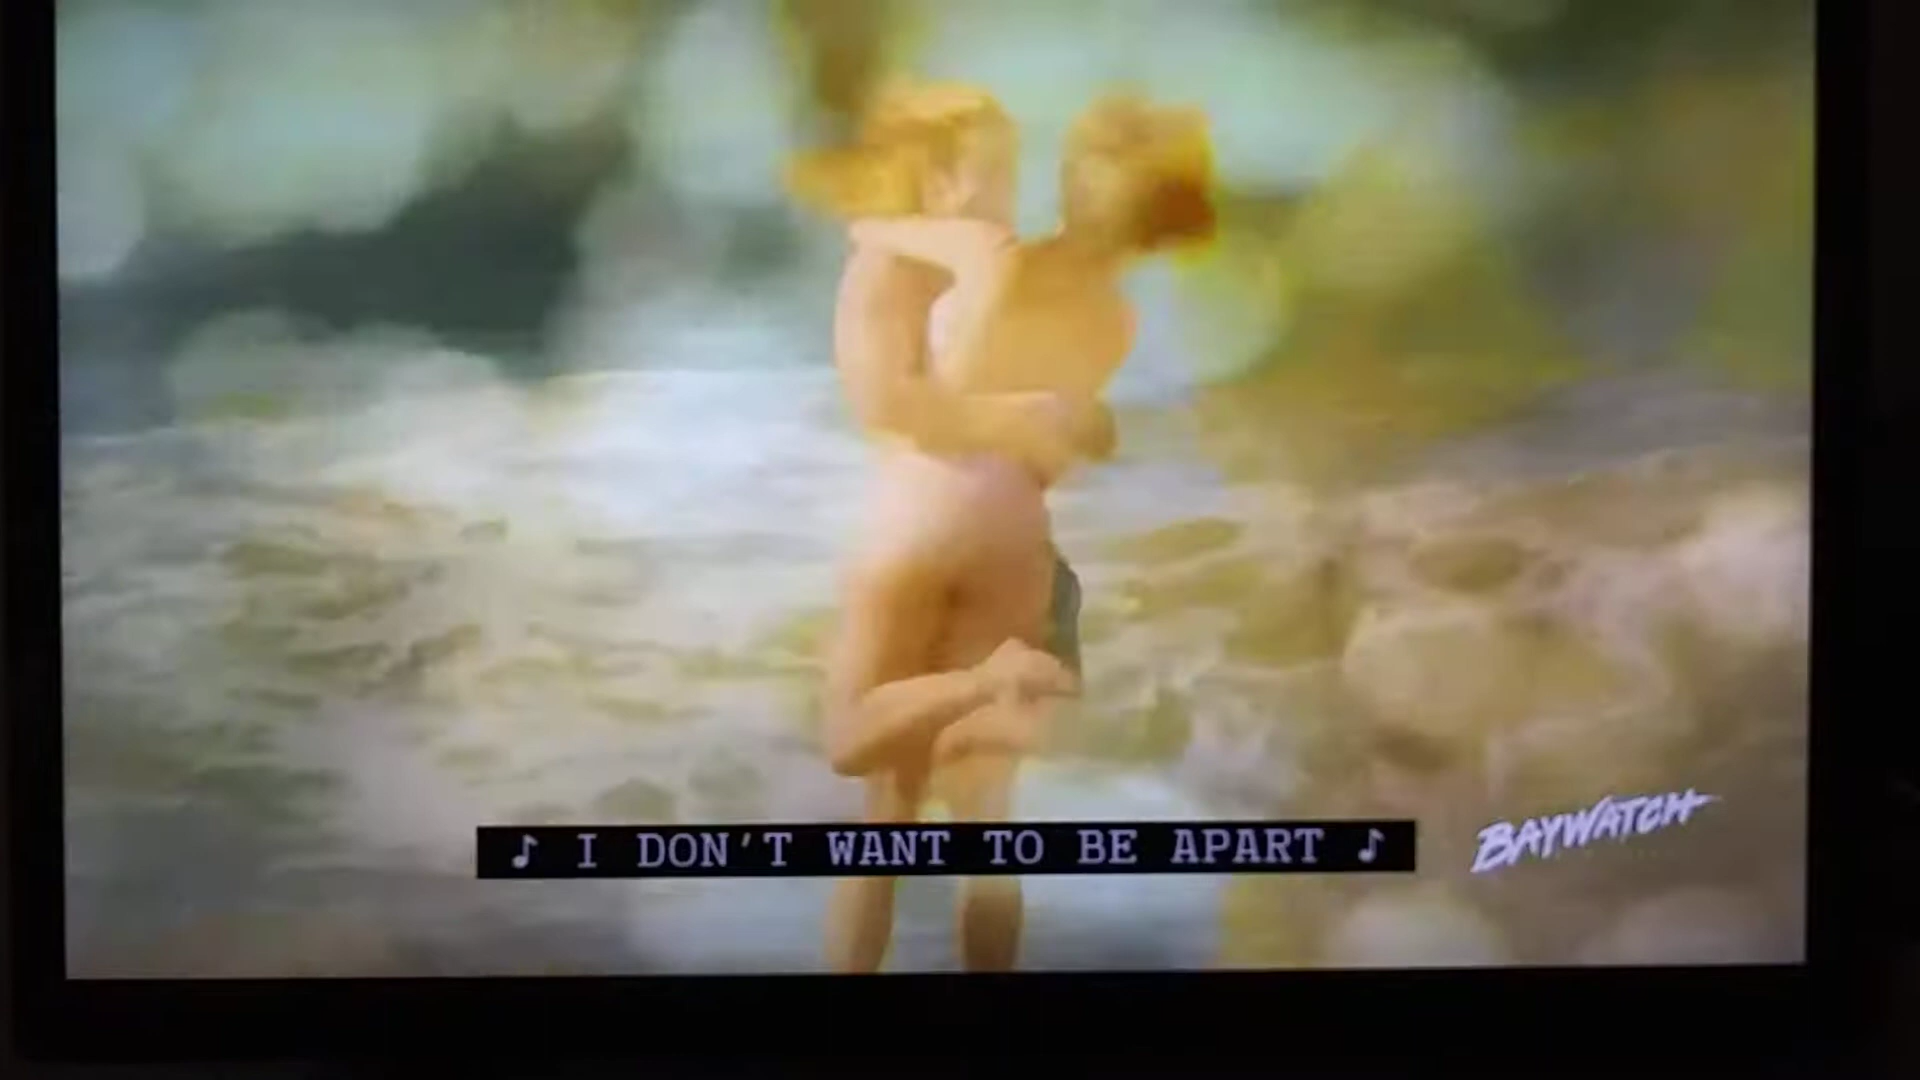 ♪ I DON'T WANT TO BE APART ♪
BAYWATCH